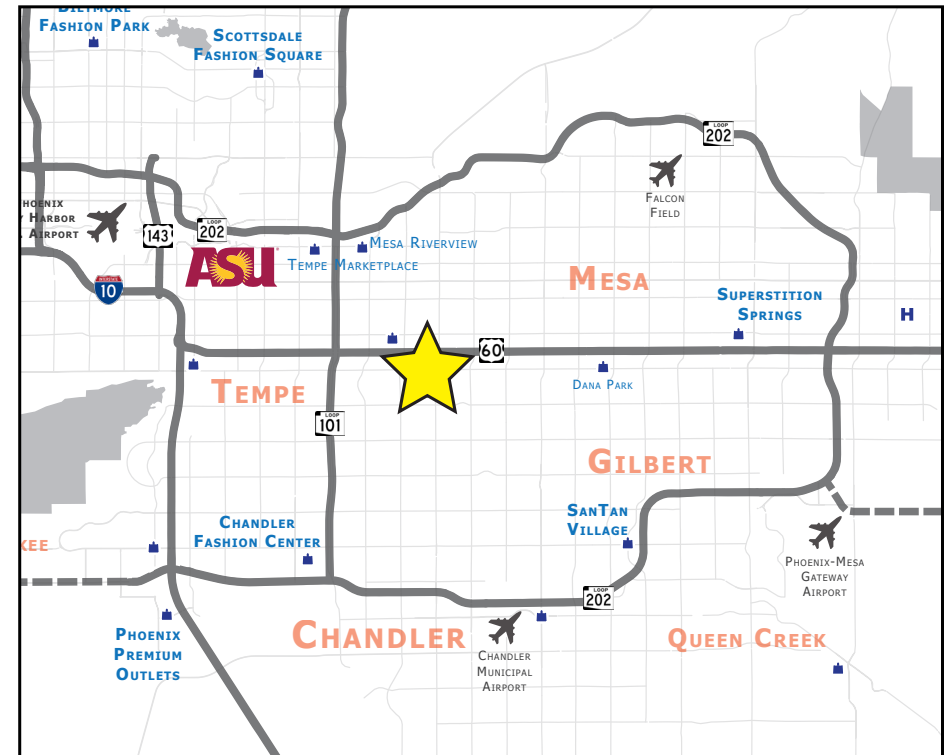 FASHION PARK
SCOTTSDALE
FASHION SQUARE
LOOP
202
FALCON
FIELD
HARBOR
AIRPORT
143
LOOP
202
ASU
MESA RIVERVIEW
TEMPE MARKETPLACE
10
MESA
SUPERSTITION
SPRINGS
H
60
DANA PARK
TEMPE
LOOP
101
GILBERT
SANTAN
VILLAGE
CHANDLER
FASHION CENTER
KEE
PHOENIX-MESA
GATEWAY
AIRPORT
LOOP
202
PHOENIX
PREMIUM
OUTLETS
CHANDLER
CHANDLER
MUNICIPAL
AIRPORT
QUEEN CREEK